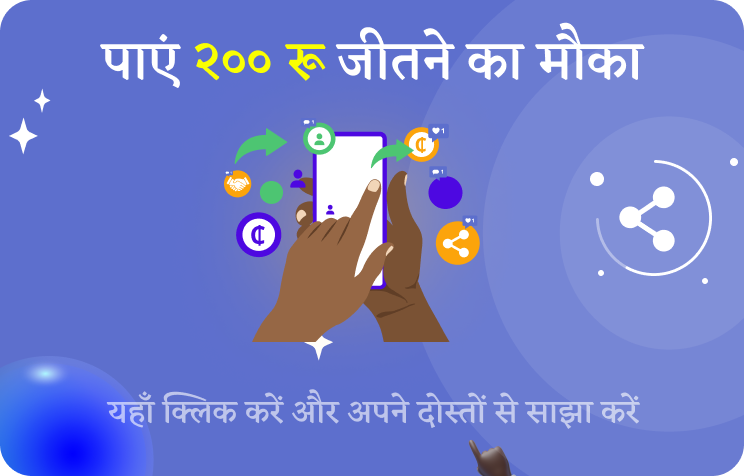 पाएं २०० रू जीतने का मौका
यहाँ क्लिक करें और अपने दोस्तों से साझा करें